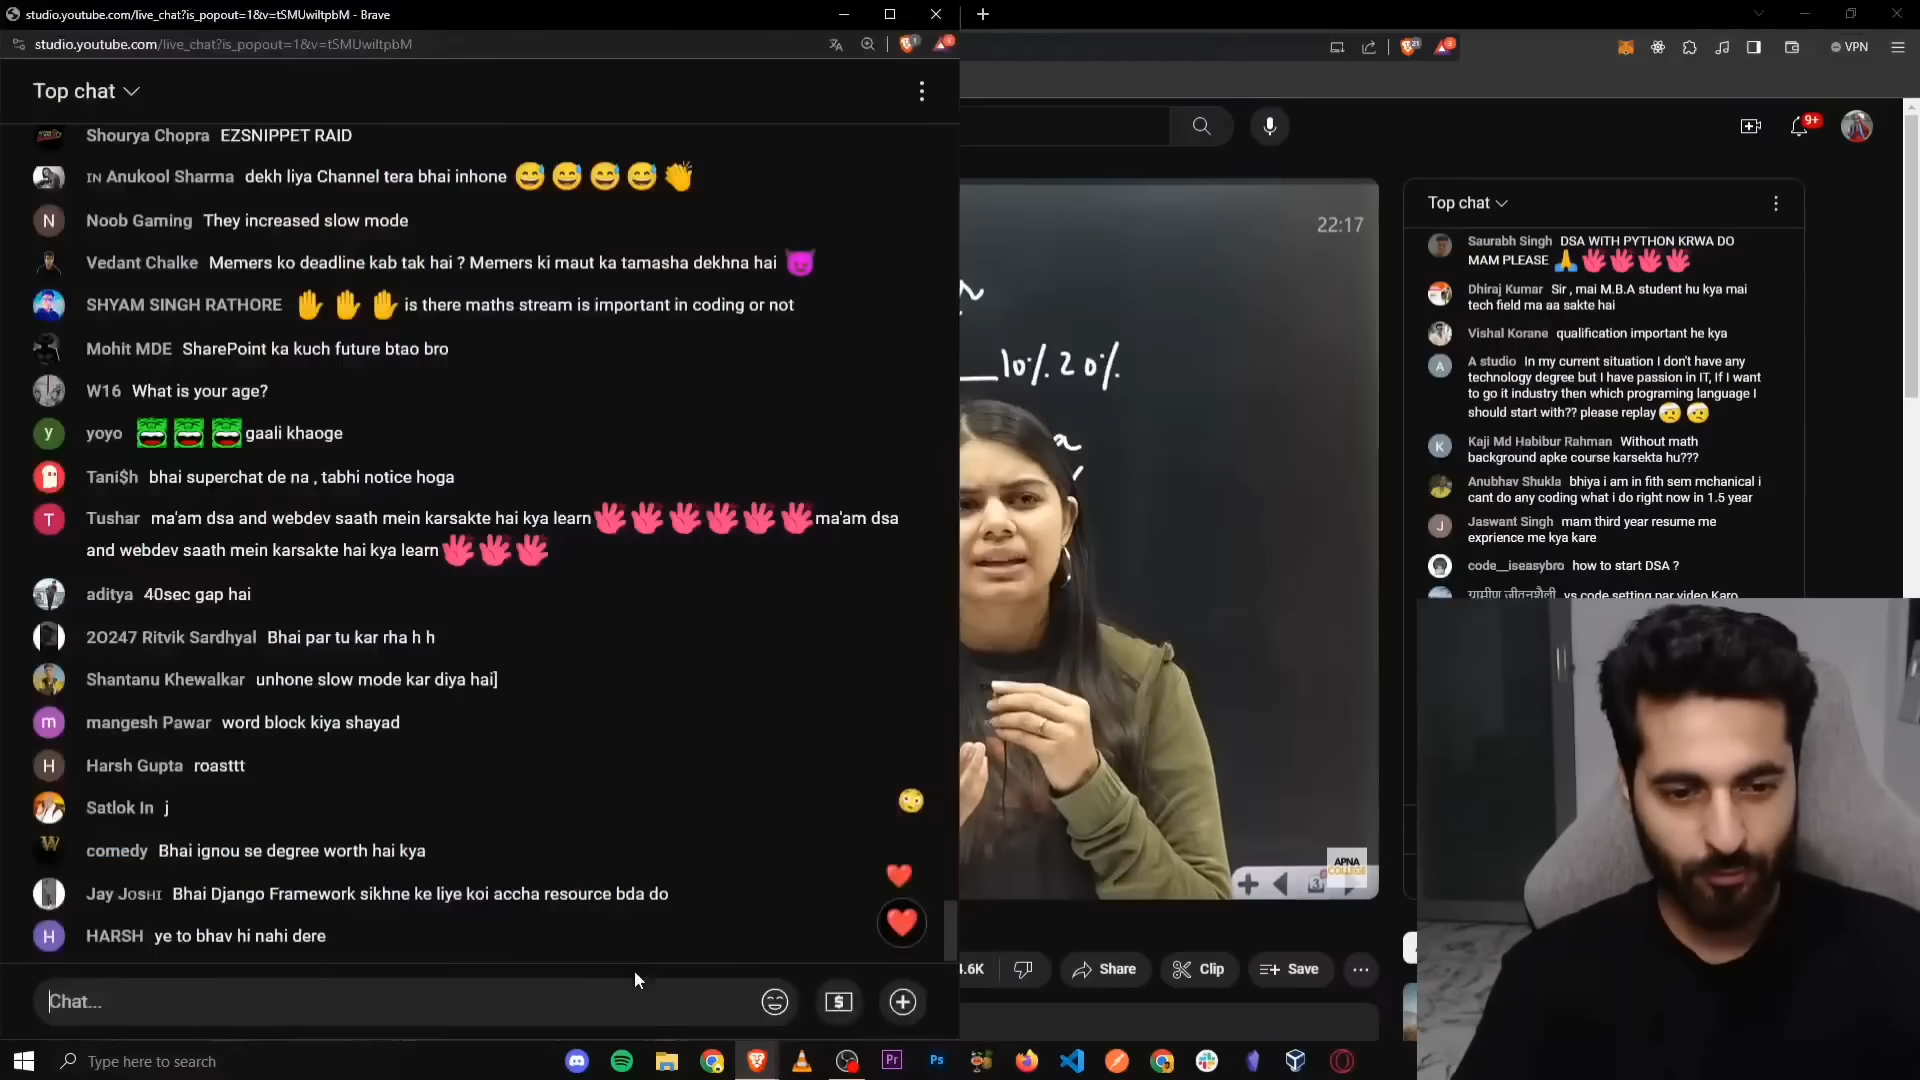 studio.youtube.com/live_chat?is_popout=1&v=tSMUwiltpbM - Brave
studio.youtube.com/live_chat?is_popout=1&v=tSMUwiltpbM
Top chat
Shourya Chopra EZSNIPPET RAID
IN Anukool Sharma dekh liya Channel tera bhai inhone 😅😅😅😅👏
N Noob Gaming They increased slow mode
Vedant Chalke Memers ko deadline kab tak hai ? Memers ki maut ka tamasha dekhna hai 😈
SHYAM SINGH RATHORE ✋✋✋ is there maths stream is important in coding or not
Mohit MDE SharePoint ka kuch future btao bro
W16 What is your age?
y yoyo gaali khaoge
Tani$h bhai superchat de na , tabhi notice hoga
T Tushar ma'am dsa and webdev saath mein karsakte hai kya learn ma'am dsa
and webdev saath mein karsakte hai kya learn
aditya 40sec gap hai
2O247 Ritvik Sardhyal Bhai par tu kar rha h h
Shantanu Khewalkar unhone slow mode kar diya hai]
m mangesh Pawar word block kiya shayad
H Harsh Gupta roasttt
Satlok In j
W comedy Bhai ignou se degree worth hai kya
Jay Joshi Bhai Django Framework sikhne ke liye koi accha resource bda do
H HARSH ye to bhav hi nahi dere
Chat...
VPN
9+
22:17
10% 20%
APNA
COLLEGE
Top chat
Saurabh Singh DSA WITH PYTHON KRWA DO
MAM PLEASE 🙏
Dhiraj Kumar Sir , mai M.B.A student hu kya mai
tech field ma aa sakte hai
Vishal Korane qualification important he kya
A A studio In my current situation I don't have any
technology degree but I have passion in IT, If I want
to go it industry then which programing language I
should start with?? please replay🤕🤕
K Kaji Md Habibur Rahman Without math
background apke course karsekta hu???
Anubhav Shukla bhiya i am in fith sem mchanical i
cant do any coding what i do right now in 1.5 year
J Jaswant Singh mam third year resume me
exprience me kya kare
code__iseasybro how to start DSA ?
ग्रामीण जीवनशैली vs code setting par video Karo
4.6K Share Clip Save
Type here to search
Pr Ps